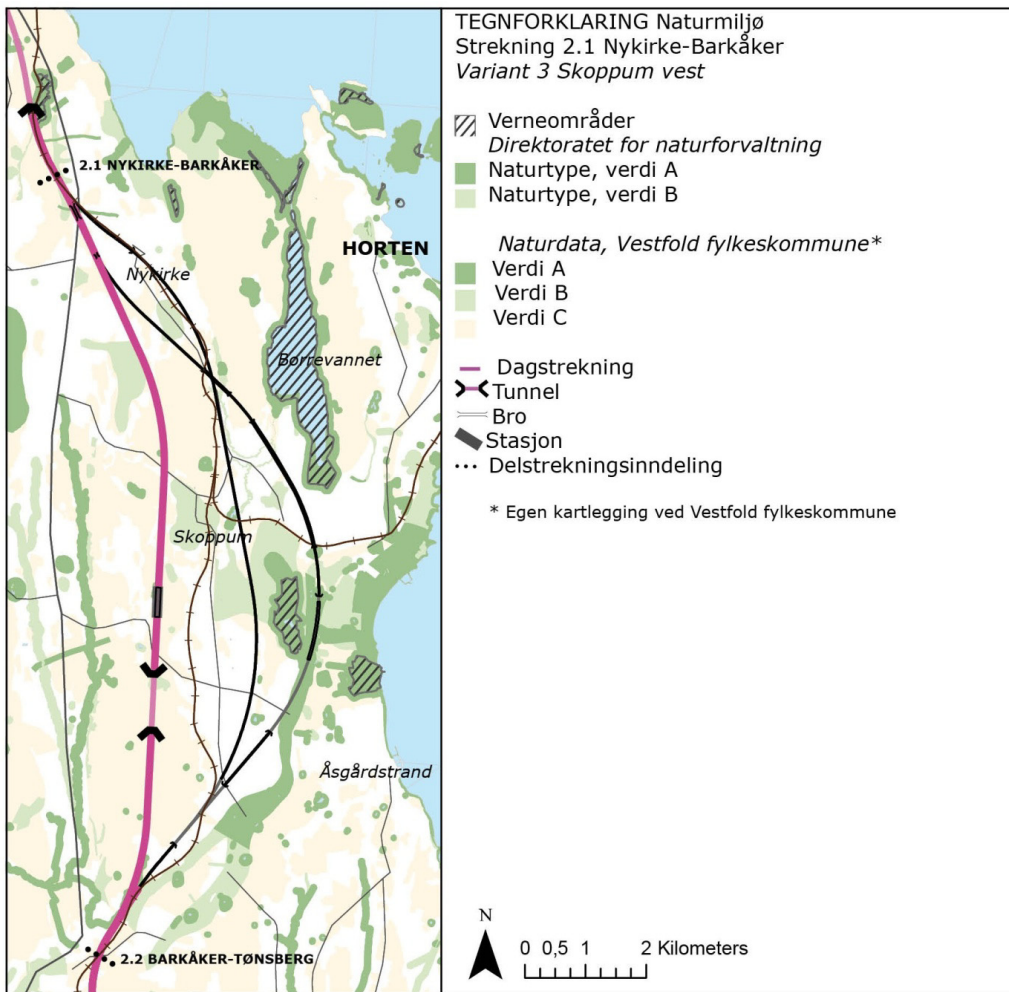 TEGNFORKLARING Naturmiljø
Strekning 2.1 Nykirke-Barkåker
Variant 3 Skoppum vest
Verneområder
Direktoratet for naturforvaltning
Naturtype, verdi A
Naturtype, verdi B
Naturdata, Vestfold fylkeskommune*
Verdi A
Verdi B
Verdi C
Dagstrekning
Tunnel
Bro
Stasjon
Delstrekningsinndeling
* Egen kartlegging ved Vestfold fylkeskommune
N
0 0,5 1 2 Kilometers
2.1 NYKIRKE-BARKÅKER
HORTEN
Nykirke
Børrevannet
Skoppum
Åsgårdstrand
2.2 BARKÅKER-TØNSBERG